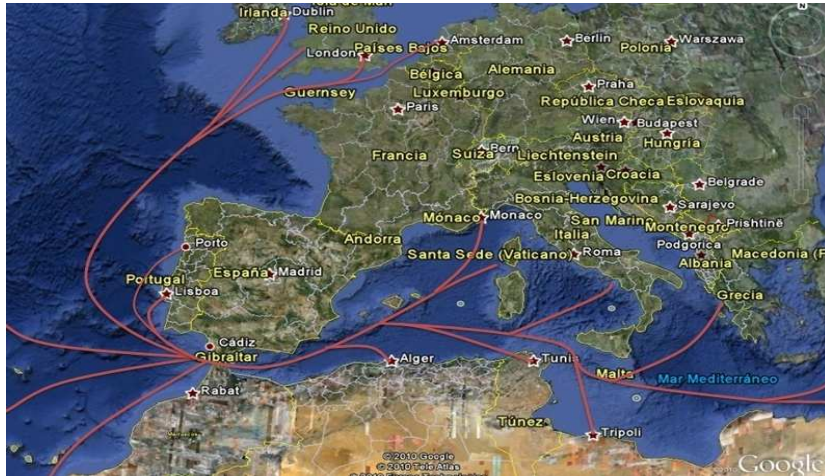 Irlanda Dublin
Reino Unido
London
Países Bajos
Amsterdam
Berlin
Polonia
Warszawa
Bélgica
Alemania
Guernsey
Luxemburgo
Praha
Paris
República Checa
Eslovaquia
Wien
Budapest
Austria
Hungría
Francia
Suiza
Bern
Liechtenstein
Eslovenia
Croacia
Belgrade
Bosnia-Herzegovina
Sarajevo
Mónaco
Monaco
San Marino
Montenegro
Prishtinë
Porto
Andorra
Italia
Podgorica
Santa Sede (Vaticano)
Roma
Albania
Macedonia (F
España
Madrid
Portugal
Lisboa
Grecia
Cádiz
Gibraltar
Alger
Tunis
Malta
Mar Mediterráneo
Rabat
Túnez
Tripoli
© 2010 Google
© 2010 Tele Atlas
Google